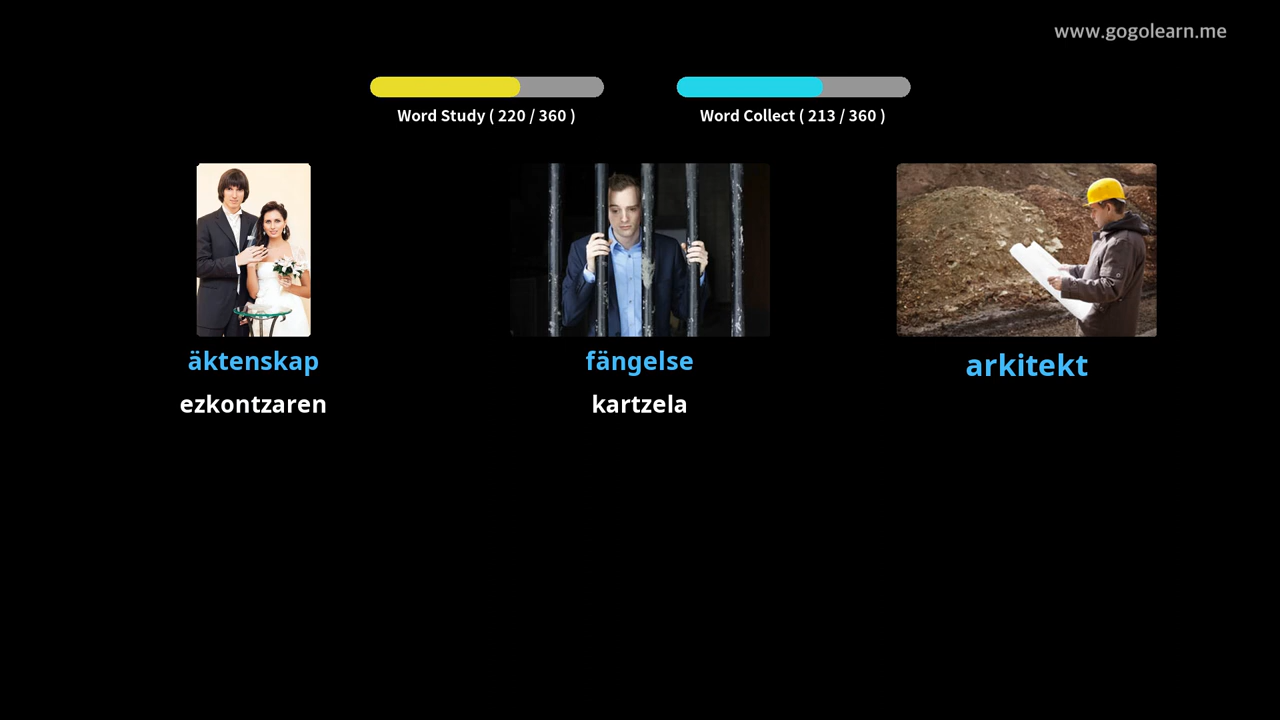 www.gogolearn.me
Word Study ( 220 / 360 )
Word Collect ( 213 / 360 )
äktenskap
fängelse
arkitekt
ezkontzaren
kartzela